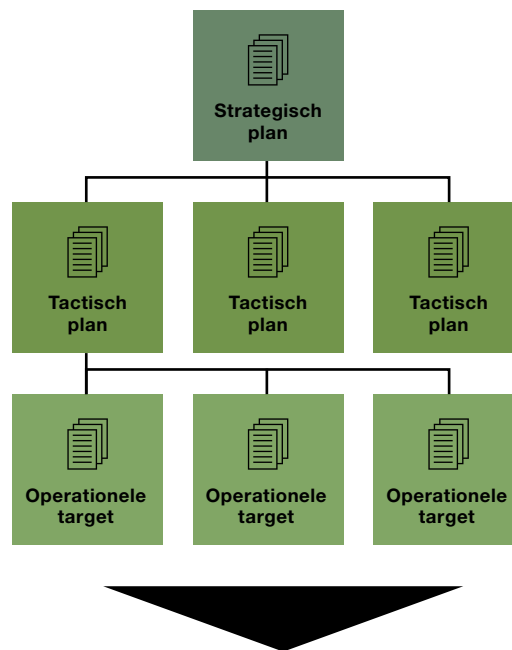 Strategisch
plan
Tactisch
plan
Tactisch
plan
Tactisch
plan
Operationele
target
Operationele
target
Operationele
target